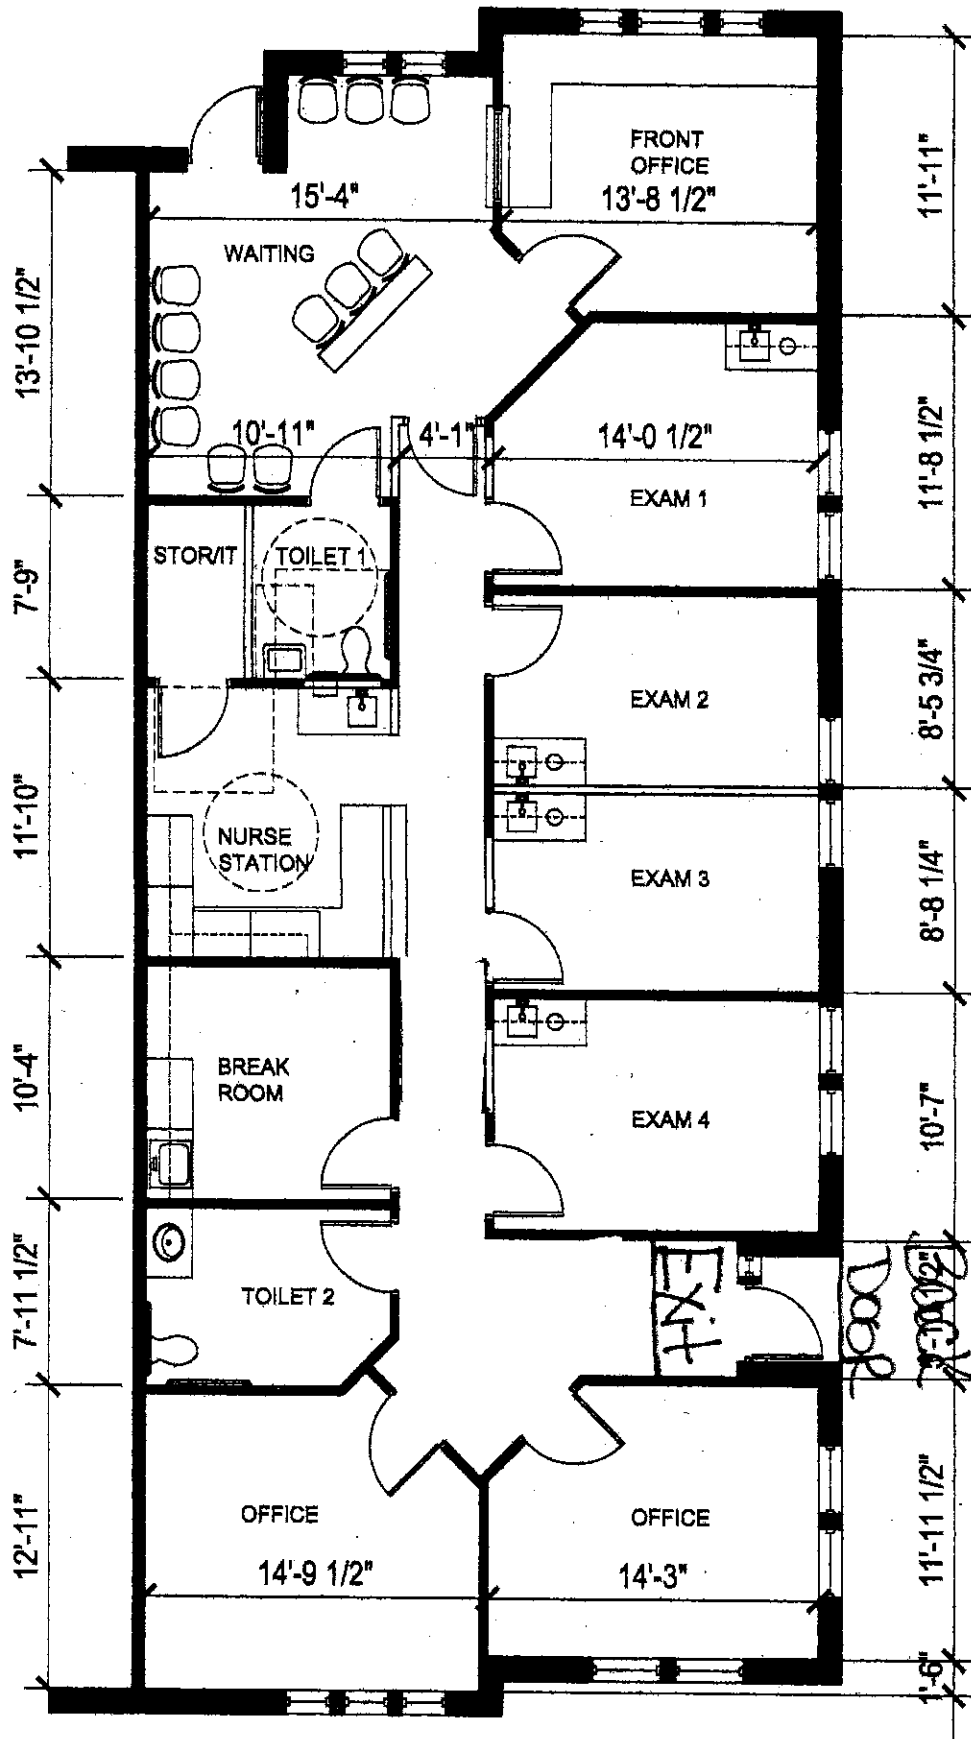 FRONT
OFFICE
15'-4"
13'-8 1/2"
11'-11"
WAITING
13'-10 1/2"
10'-11"
4'-1"
14'-0 1/2"
11'-8 1/2"
EXAM 1
STOR/IT
TOILET 1
7'-9"
EXAM 2
8'-5 3/4"
11'-10"
NURSE
STATION
EXAM 3
8'-8 1/4"
10'-4"
BREAK
ROOM
EXAM 4
10'-7"
7'-11 1/2"
TOILET 2
EXit
OFFICE
OFFICE
12'-11"
14'-9 1/2"
14'-3"
11'-11 1/2"
1'-6"